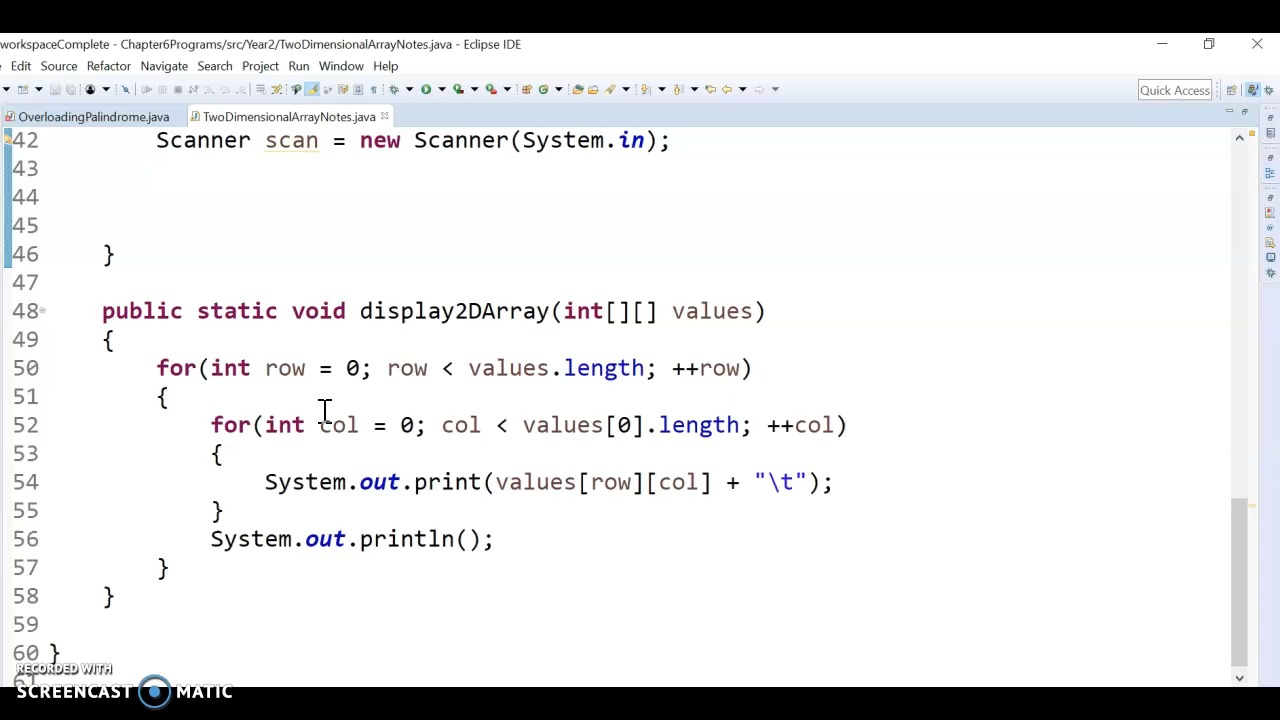 workspaceComplete - Chapter6Programs/src/Year2/TwoDimensionalArrayNotes.java - Eclipse IDE
Edit Source Refactor Navigate Search Project Run Window Help
Quick Access
OverloadingPalindrome.java TwoDimensionalArrayNotes.java
42 Scanner scan = new Scanner(System.in);
43
44
45
46 }
47
48 public static void display2DArray(int[][] values)
49 {
50 for(int row = 0; row < values.length; ++row)
51 {
52 for(int col = 0; col < values[0].length; ++col)
53 {
54 System.out.print(values[row][col] + "\t");
55 }
56 System.out.println();
57 }
58 }
59
60 }
RECORDED WITH
SCREENCAST MATIC